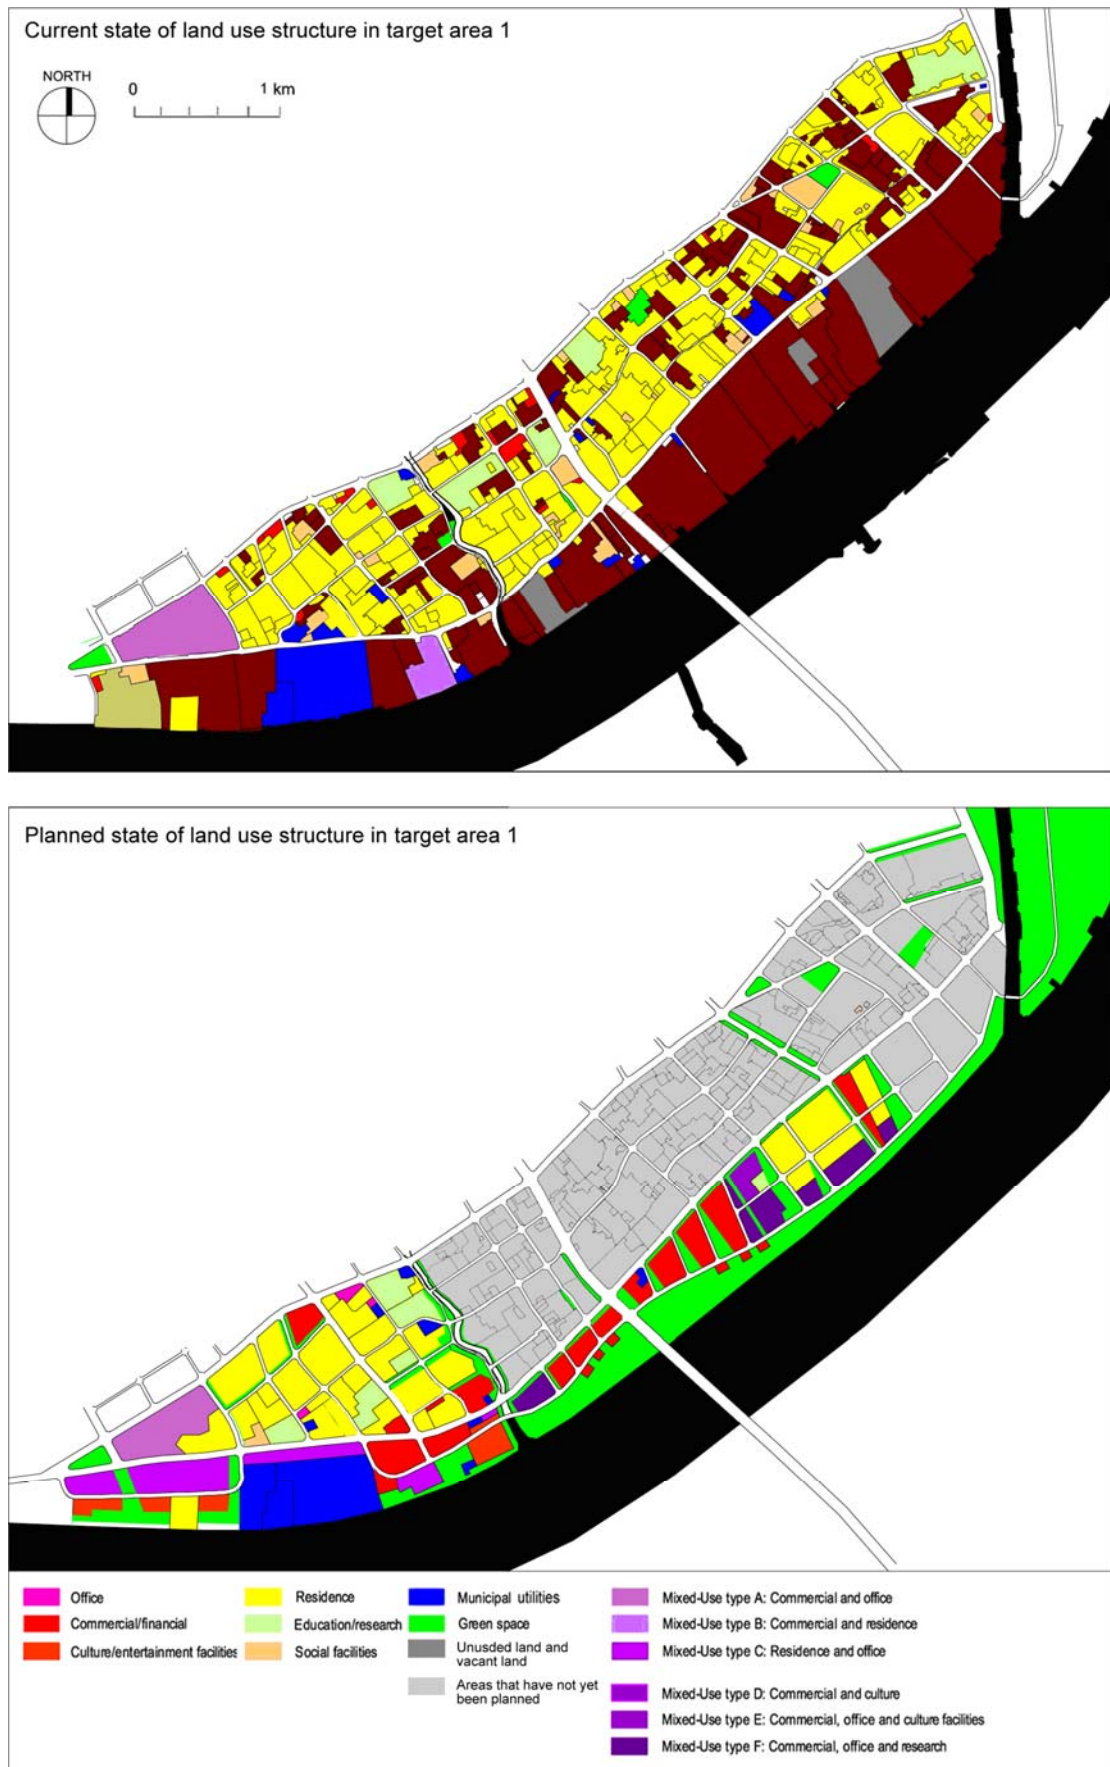 Current state of land use structure in target area 1
NORTH
0 1 km
Planned state of land use structure in target area 1
Office
Commercial/financial
Culture/entertainment facilities
Residence
Education/research
Social facilities
Municipal utilities
Green space
Unusded land and
vacant land
Areas that have not yet
been planned
Mixed-Use type A: Commercial and office
Mixed-Use type B: Commercial and residence
Mixed-Use type C: Residence and office
Mixed-Use type D: Commercial and culture
Mixed-Use type E: Commercial, office and culture facilities
Mixed-Use type F: Commercial, office and research